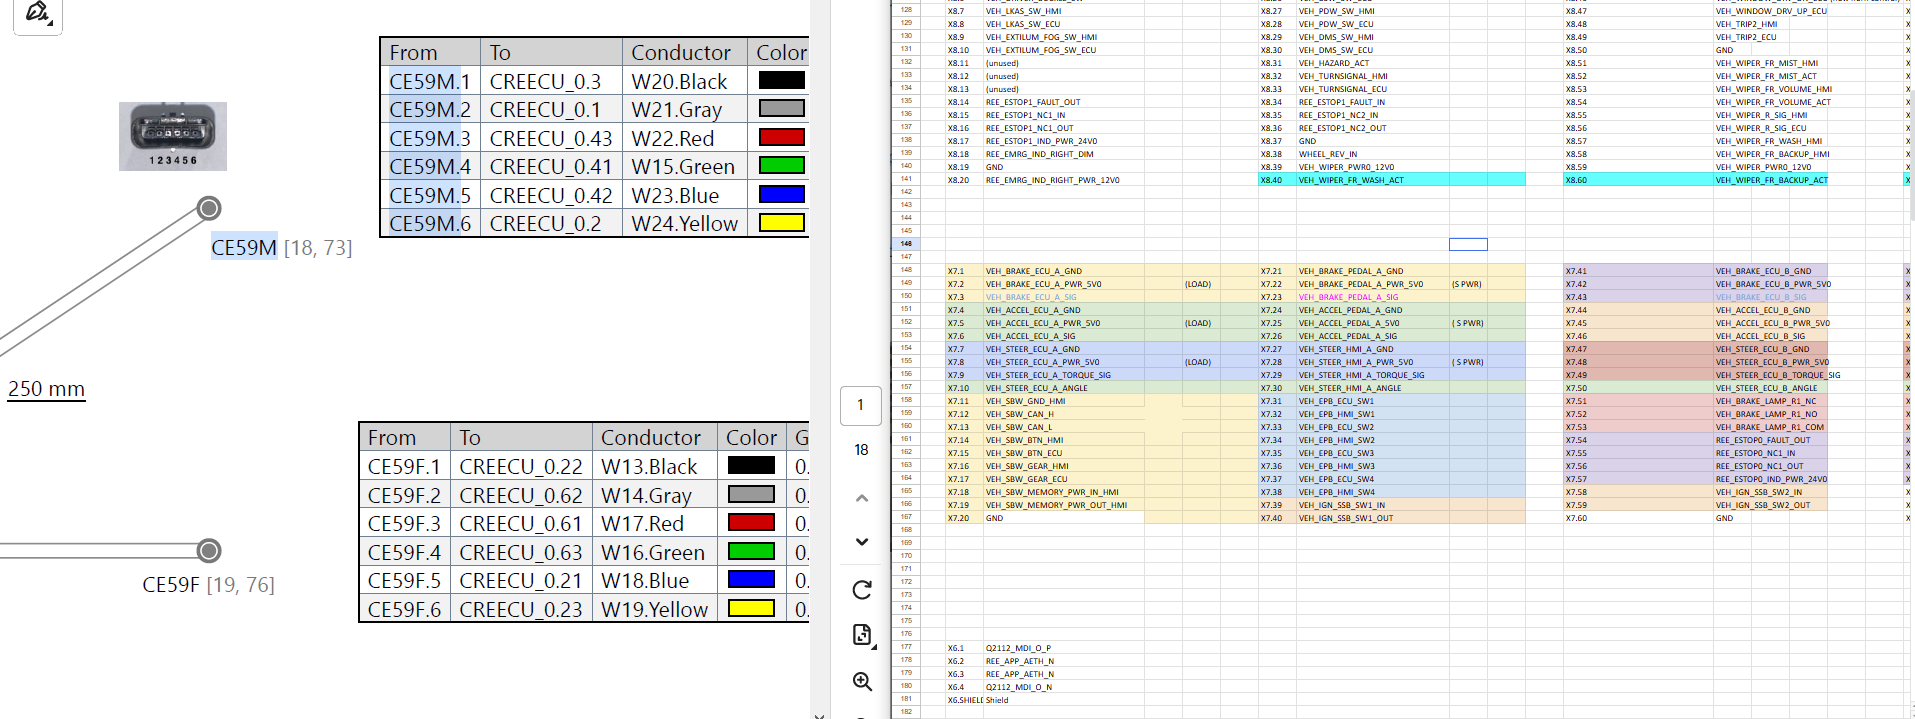 From To Conductor Color
CE59M.1 CREECU_0.3 W20.Black
CE59M.2 CREECU_0.1 W21.Gray
CE59M.3 CREECU_0.43 W22.Red
CE59M.4 CREECU_0.41 W15.Green
CE59M.5 CREECU_0.42 W23.Blue
CE59M.6 CREECU_0.2 W24.Yellow
1 2 3 4 5 6
CE59M [18, 73]
250 mm
From To Conductor Color G
CE59F.1 CREECU_0.22 W13.Black 0.
CE59F.2 CREECU_0.62 W14.Gray 0.
CE59F.3 CREECU_0.61 W17.Red 0.
CE59F.4 CREECU_0.63 W16.Green 0.
CE59F.5 CREECU_0.21 W18.Blue 0.
CE59F.6 CREECU_0.23 W19.Yellow 0.
CE59F [19, 76]
1
18
128 X8.7 VEH_LKAS_SW_HMI X8.27 VEH_PDW_SW_HMI X8.47 VEH_WINDOW_DRV_UP_ECU X
129 X8.8 VEH_LKAS_SW_ECU X8.28 VEH_PDW_SW_ECU X8.48 VEH_TRIP2_HMI X
130 X8.9 VEH_EXTILUM_FOG_SW_HMI X8.29 VEH_DMS_SW_HMI X8.49 VEH_TRIP2_ECU X
131 X8.10 VEH_EXTILUM_FOG_SW_ECU X8.30 VEH_DMS_SW_ECU X8.50 GND X
132 X8.11 (unused) X8.31 VEH_HAZARD_ACT X8.51 VEH_WIPER_FR_MIST_HMI X
133 X8.12 (unused) X8.32 VEH_TURNSIGNAL_HMI X8.52 VEH_WIPER_FR_MIST_ACT X
134 X8.13 (unused) X8.33 VEH_TURNSIGNAL_ECU X8.53 VEH_WIPER_FR_VOLUME_HMI X
135 X8.14 REE_ESTOP1_FAULT_OUT X8.34 REE_ESTOP1_FAULT_IN X8.54 VEH_WIPER_FR_VOLUME_ACT X
136 X8.15 REE_ESTOP1_NC1_IN X8.35 REE_ESTOP1_NC2_IN X8.55 VEH_WIPER_R_SIG_HMI X
137 X8.16 REE_ESTOP1_NC1_OUT X8.36 REE_ESTOP1_NC2_OUT X8.56 VEH_WIPER_R_SIG_ECU X
138 X8.17 REE_ESTOP1_IND_PWR_24V0 X8.37 GND X8.57 VEH_WIPER_FR_WASH_HMI X
139 X8.18 REE_EMRG_IND_RIGHT_DIM X8.38 WHEEL_REV_IN X8.58 VEH_WIPER_FR_BACKUP_HMI X
140 X8.19 GND X8.39 VEH_WIPER_PWR0_12V0 X8.59 VEH_WIPER_PWR0_12V0 X
141 X8.20 REE_EMRG_IND_RIGHT_PWR_12V0 X8.40 VEH_WIPER_FR_WASH_ACT X8.60 VEH_WIPER_FR_BACKUP_ACT X
142
143
144
145
146
147
148 X7.1 VEH_BRAKE_ECU_A_GND X7.21 VEH_BRAKE_PEDAL_A_GND X7.41 VEH_BRAKE_ECU_B_GND X
149 X7.2 VEH_BRAKE_ECU_A_PWR_5V0 (LOAD) X7.22 VEH_BRAKE_PEDAL_A_PWR_5V0 (S PWR) X7.42 VEH_BRAKE_ECU_B_PWR_5V0 X
150 X7.3 VEH_BRAKE_ECU_A_SIG X7.23 VEH_BRAKE_PEDAL_A_SIG X7.43 VEH_BRAKE_ECU_B_SIG X
151 X7.4 VEH_ACCEL_ECU_A_GND X7.24 VEH_ACCEL_PEDAL_A_GND X7.44 VEH_ACCEL_ECU_B_GND X
152 X7.5 VEH_ACCEL_ECU_A_PWR_5V0 (LOAD) X7.25 VEH_ACCEL_PEDAL_A_5V0 ( S PWR) X7.45 VEH_ACCEL_ECU_B_PWR_5V0 X
153 X7.6 VEH_ACCEL_ECU_A_SIG X7.26 VEH_ACCEL_PEDAL_A_SIG X7.46 VEH_ACCEL_ECU_B_SIG X
154 X7.7 VEH_STEER_ECU_A_GND X7.27 VEH_STEER_HMI_A_GND X7.47 VEH_STEER_ECU_B_GND X
155 X7.8 VEH_STEER_ECU_A_PWR_5V0 (LOAD) X7.28 VEH_STEER_HMI_A_PWR_5V0 ( S PWR) X7.48 VEH_STEER_ECU_B_PWR_5V0 X
156 X7.9 VEH_STEER_ECU_A_TORQUE_SIG X7.29 VEH_STEER_HMI_A_TORQUE_SIG X7.49 VEH_STEER_ECU_B_TORQUE_SIG X
157 X7.10 VEH_STEER_ECU_A_ANGLE X7.30 VEH_STEER_HMI_A_ANGLE X7.50 VEH_STEER_ECU_B_ANGLE X
158 X7.11 VEH_SBW_GND_HMI X7.31 VEH_EPB_ECU_SW1 X7.51 VEH_BRAKE_LAMP_R1_NC X
159 X7.12 VEH_SBW_CAN_H X7.32 VEH_EPB_HMI_SW1 X7.52 VEH_BRAKE_LAMP_R1_NO X
160 X7.13 VEH_SBW_CAN_L X7.33 VEH_EPB_ECU_SW2 X7.53 VEH_BRAKE_LAMP_R1_COM X
161 X7.14 VEH_SBW_BTN_HMI X7.34 VEH_EPB_HMI_SW2 X7.54 REE_ESTOP0_FAULT_OUT X
162 X7.15 VEH_SBW_BTN_ECU X7.35 VEH_EPB_ECU_SW3 X7.55 REE_ESTOP0_NC1_IN X
163 X7.16 VEH_SBW_GEAR_HMI X7.36 VEH_EPB_HMI_SW3 X7.56 REE_ESTOP0_NC1_OUT X
164 X7.17 VEH_SBW_GEAR_ECU X7.37 VEH_EPB_ECU_SW4 X7.57 REE_ESTOP0_IND_PWR_24V0 X
165 X7.18 VEH_SBW_MEMORY_PWR_IN_HMI X7.38 VEH_EPB_HMI_SW4 X7.58 VEH_IGN_SSB_SW2_IN X
166 X7.19 VEH_SBW_MEMORY_PWR_OUT_HMI X7.39 VEH_IGN_SSB_SW1_IN X7.59 VEH_IGN_SSB_SW2_OUT X
167 X7.20 GND X7.40 VEH_IGN_SSB_SW1_OUT X7.60 GND X
168
169
170
171
172
173
174
175
176
177 X6.1 Q2112_MDI_O_P
178 X6.2 REE_APP_AETH_N
179 X6.3 REE_APP_AETH_N
180 X6.4 Q2112_MDI_O_N
181 X6.SHIELD Shield
182